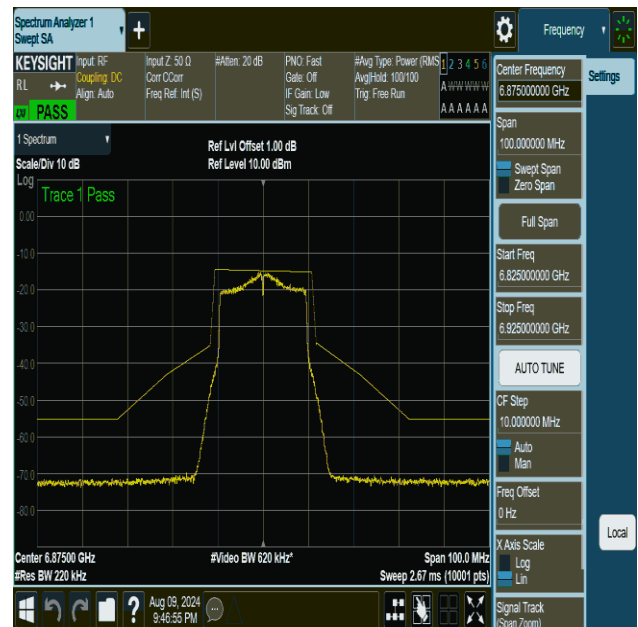 Spectrum Analyzer 1
Swept SA
Frequency
KEYSIGHT
RL
PASS
Input: RF
Coupling: DC
Align: Auto
Input Z: 50 Ω
Corr CCorr
Freq Ref: Int (S)
#Atten: 20 dB
PNO: Fast
Gate: Off
IF Gain: Low
Sig Track: Off
#Avg Type: Power (RMS
Avg|Hold: 100/100
Trig: Free Run
1 2 3 4 5 6
A W W W W W
A A A A A A
1 Spectrum
Scale/Div 10 dB
Ref Lvl Offset 1.00 dB
Ref Level 10.00 dBm
Log
Trace 1 Pass
0.00
-10.0
-20.0
-30.0
-40.0
-50.0
-60.0
-70.0
-80.0
Center 6.87500 GHz
#Res BW 220 kHz
#Video BW 620 kHz*
Span 100.0 MHz
Sweep 2.67 ms (10001 pts)
Aug 09, 2024
9:46:55 PM
Center Frequency
6.875000000 GHz
Settings
Span
100.000000 MHz
Swept Span
Zero Span
Full Span
Start Freq
6.825000000 GHz
Stop Freq
6.925000000 GHz
AUTO TUNE
CF Step
10.000000 MHz
Auto
Man
Freq Offset
0 Hz
X Axis Scale
Log
Lin
Signal Track
(Span Zoom)
Local